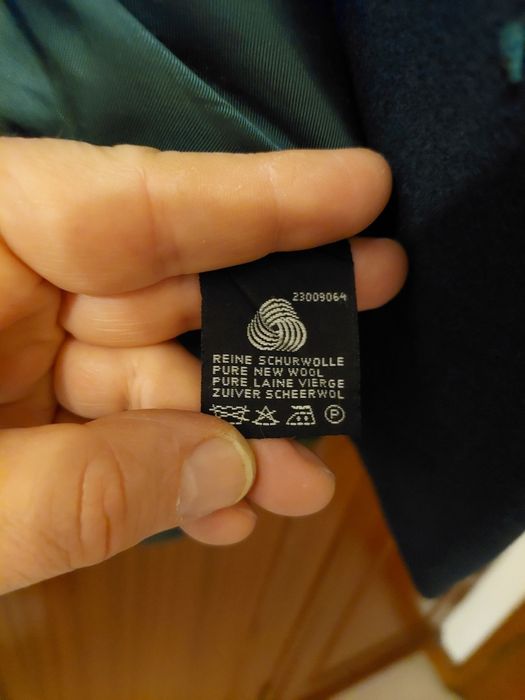 23009064
REINE SCHURWOLLE
PURE NEW WOOL
PURE LAINE VIERGE
ZUIVER SCHEERWOL
P